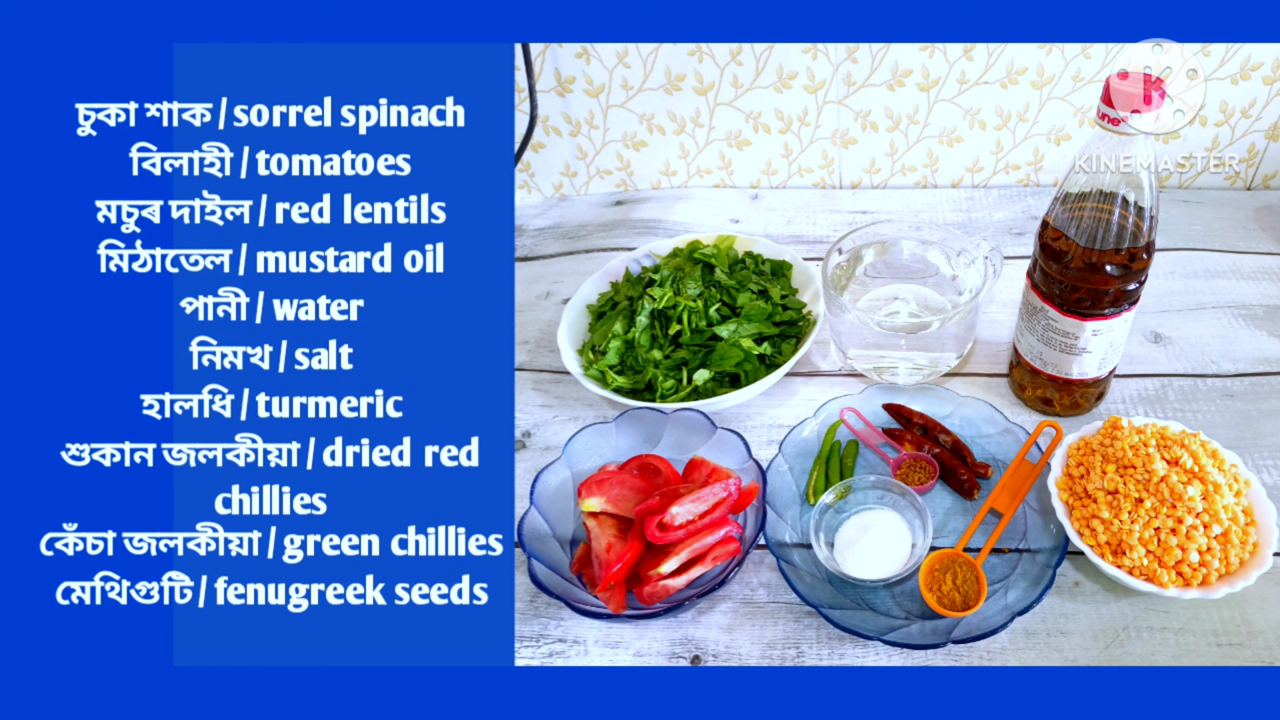 চুকা শাক / sorrel spinach
বিলাহী / tomatoes
মচুৰ দাইল / red lentils
মিঠাতেল / mustard oil
পানী / water
নিমখ / salt
হালধি / turmeric
শুকান জলকীয়া / dried red
chillies
কেঁচা জলকীয়া / green chillies
মেথিগুটি / fenugreek seeds
KINEMASTER